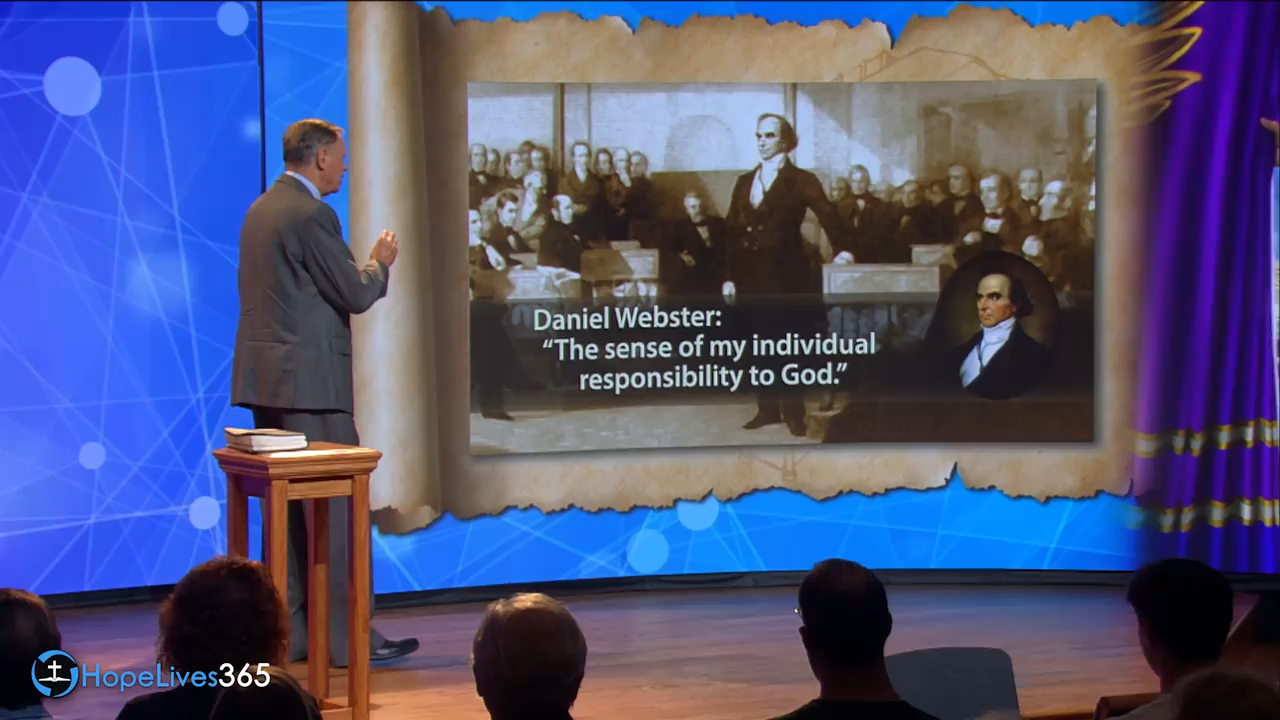 Daniel Webster:
“The sense of my individual
responsibility to God.”
HopeLives365